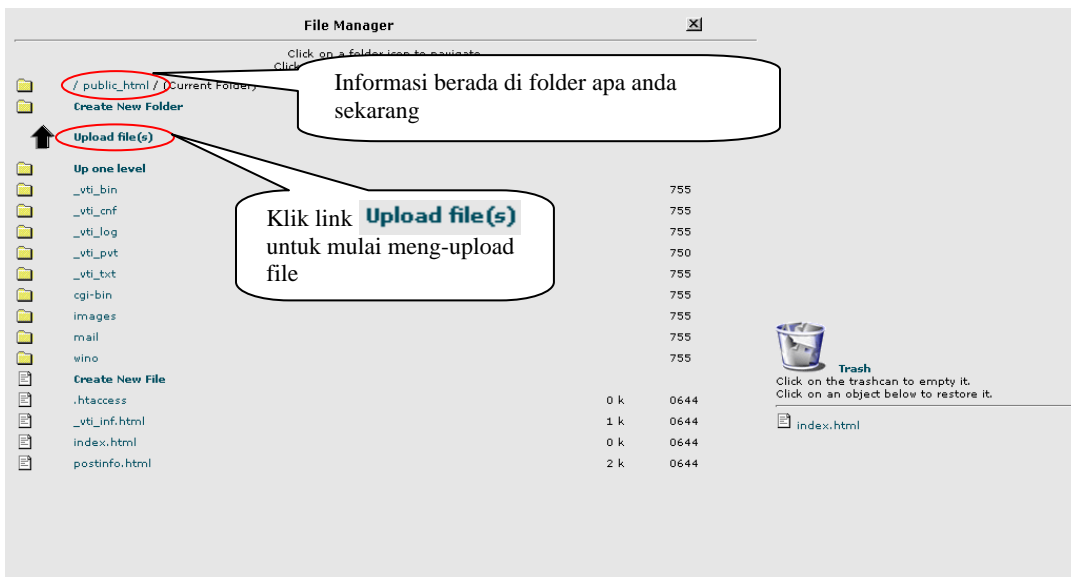 File Manager
Click on a folder icon to navigate
Click
/ public_html / (Current Folder)
Informasi berada di folder apa anda
sekarang
Create New Folder
Upload file(s)
Up one level
_vti_bin 755
_vti_cnf 755
_vti_log 755
_vti_pvt 750
_vti_txt 755
Klik link Upload file(s)
untuk mulai meng-upload
file
cgi-bin 755
images 755
mail 755
wino 755
Create New File
.htaccess 0 k 0644
_vti_inf.html 1 k 0644
index.html 0 k 0644
postinfo.html 2 k 0644
Trash
Click on the trashcan to empty it.
Click on an object below to restore it.
index.html